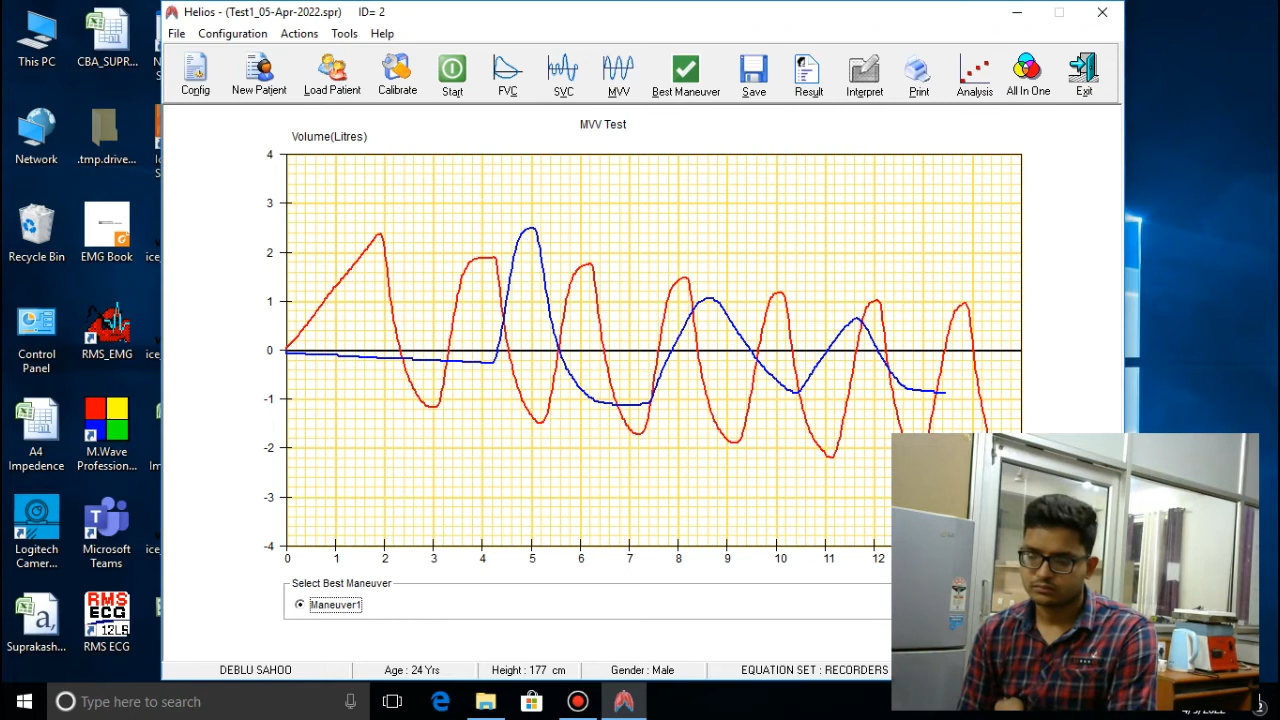 Helios - (Test1_05-Apr-2022.spr) ID= 2
File Configuration Actions Tools Help
Config New Patient Load Patient Calibrate Start FVC SVC MVV Best Maneuver Save Result Interpret Print Analysis All In One Exit
MVV Test
Volume(Litres)
4
3
2
1
0
-1
-2
-3
-4
0 1 2 3 4 5 6 7 8 9 10 11 12
Select Best Maneuver
Maneuver1
DEBLU SAHOO Age : 24 Yrs Height : 177 cm Gender : Male EQUATION SET : RECORDERS
This PC
CBA_SUPR...
Network
.tmp.drive...
Recycle Bin
EMG Book
Control
Panel
RMS_EMG
A4
Impedence
M.Wave
Profession...
Logitech
Camer...
Microsoft
Teams
Suprakash...
RMS
ECG
12LS
RMS ECG
Type here to search